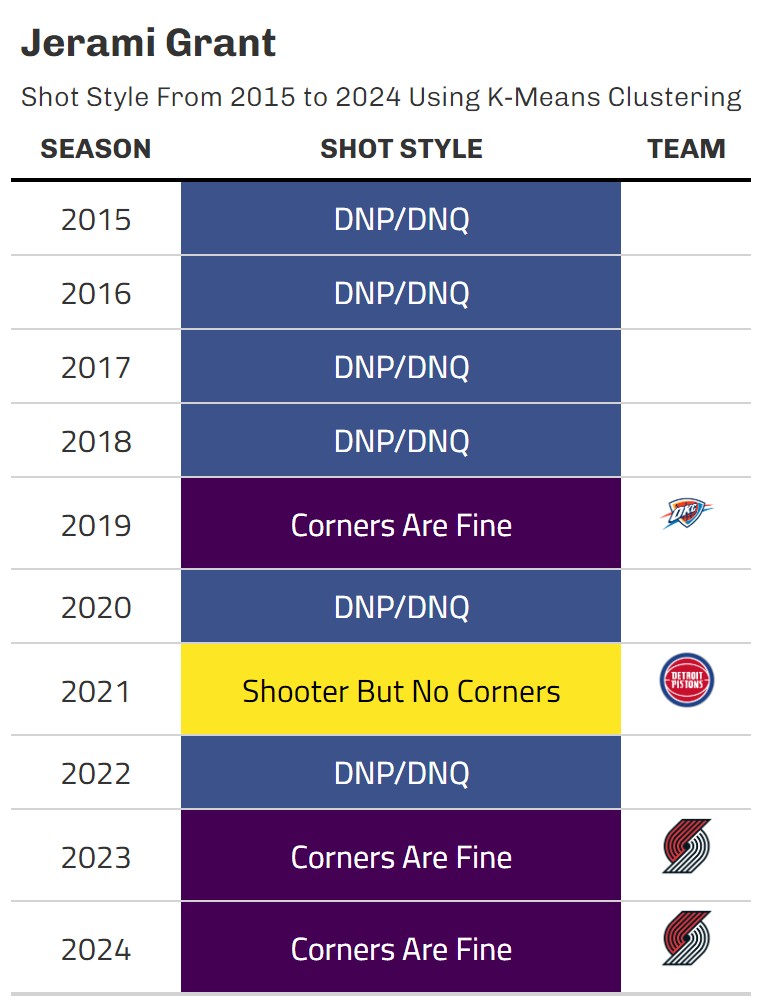 Jerami Grant
Shot Style From 2015 to 2024 Using K-Means Clustering
SEASON SHOT STYLE TEAM
2015 DNP/DNQ
2016 DNP/DNQ
2017 DNP/DNQ
2018 DNP/DNQ
2019 Corners Are Fine OKC
2020 DNP/DNQ
2021 Shooter But No Corners DETROIT PISTONS
2022 DNP/DNQ
2023 Corners Are Fine
2024 Corners Are Fine